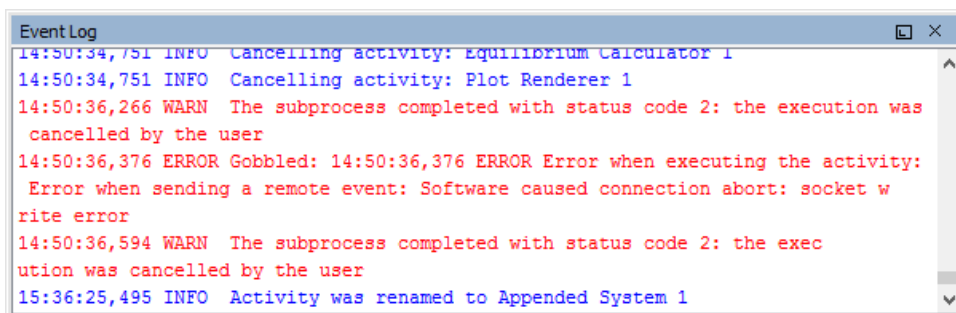 Event Log
14:50:34,751 INFO  Cancelling activity: Equilibrium Calculator 1
14:50:34,751 INFO  Cancelling activity: Plot Renderer 1
14:50:36,266 WARN  The subprocess completed with status code 2: the execution was
 cancelled by the user
14:50:36,376 ERROR Gobbled: 14:50:36,376 ERROR Error when executing the activity:
 Error when sending a remote event: Software caused connection abort: socket w
rite error
14:50:36,594 WARN  The subprocess completed with status code 2: the exec
ution was cancelled by the user
15:36:25,495 INFO  Activity was renamed to Appended System 1